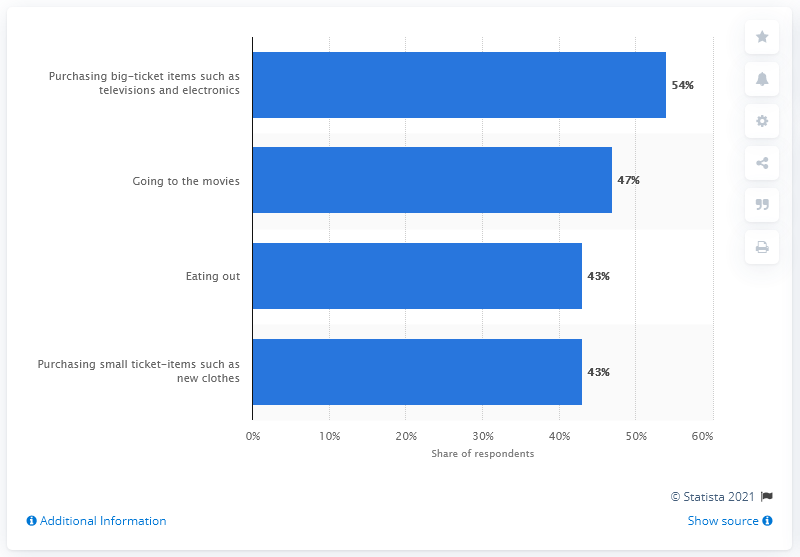 Purchasing big-ticket items such as
televisions and electronics
54%
Going to the movies
47%
Eating out
43%
Purchasing small ticket-items such as
new clothes
43%
0% 10% 20% 30% 40% 50% 60%
Share of respondents
© Statista 2021
Additional Information
Show source